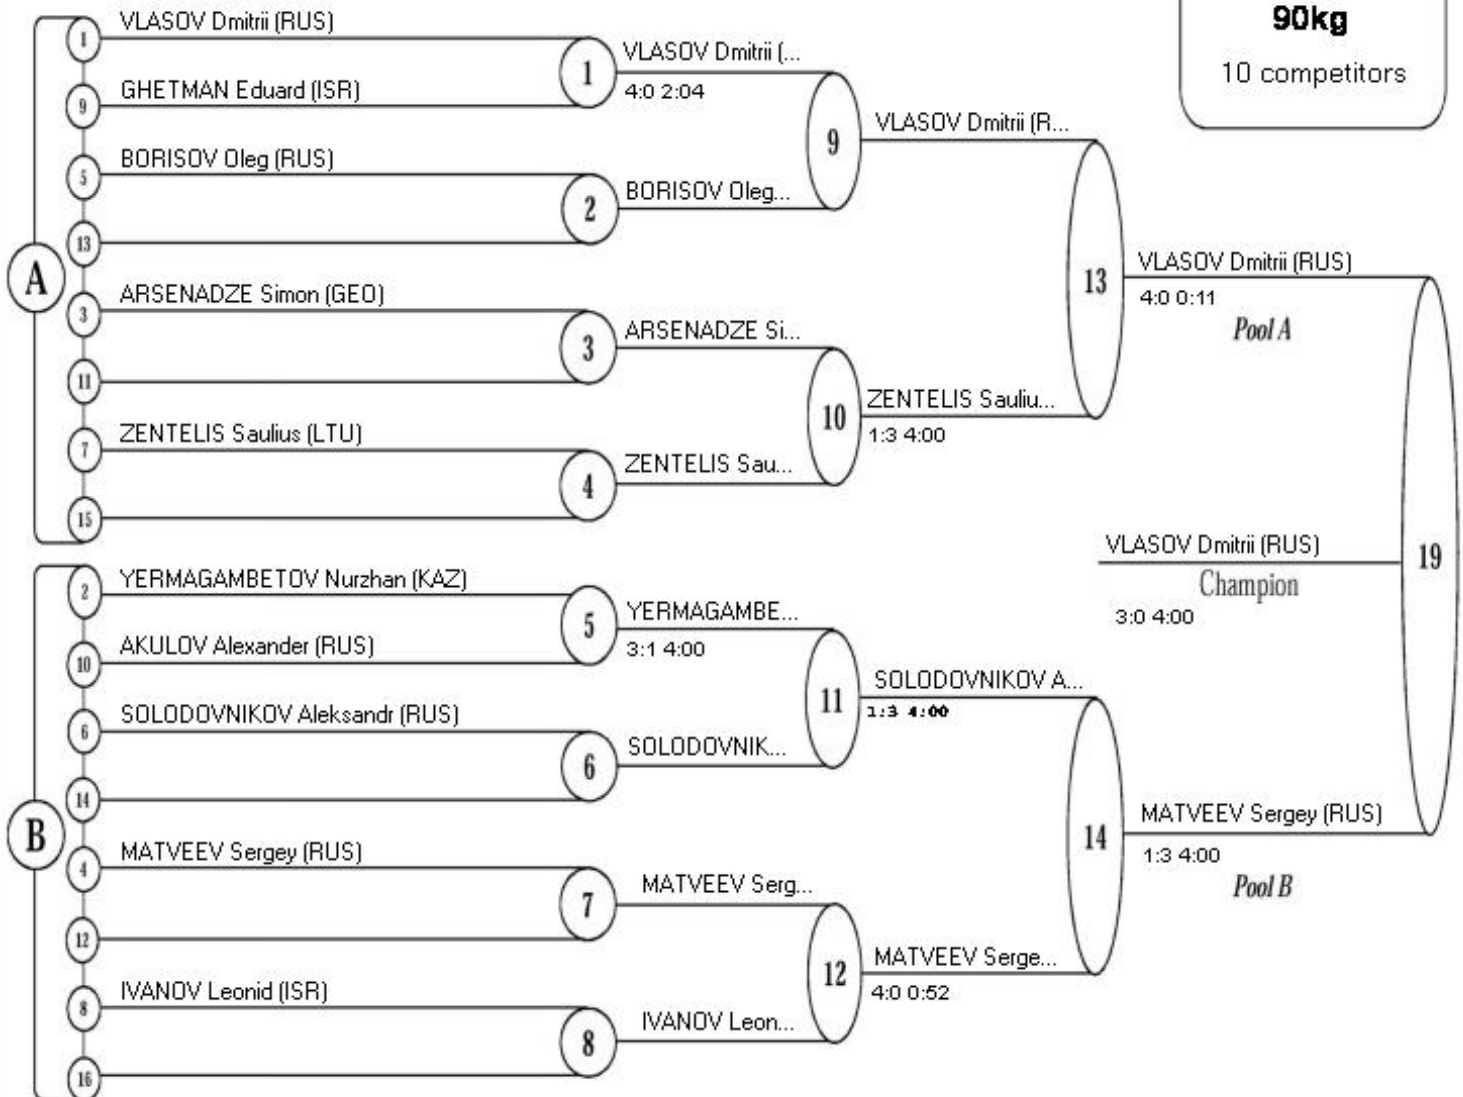 90kg
10 competitors
A
1
VLASOV Dmitrii (RUS)
9
GHETMAN Eduard (ISR)
5
BORISOV Oleg (RUS)
13
3
ARSENADZE Simon (GEO)
11
7
ZENTELIS Saulius (LTU)
15
B
2
YERMAGAMBETOV Nurzhan (KAZ)
10
AKULOV Alexander (RUS)
6
SOLODOVNIKOV Aleksandr (RUS)
14
4
MATVEEV Sergey (RUS)
12
8
IVANOV Leonid (ISR)
16
1
VLASOV Dmitrii (...
4:0 2:04
2
BORISOV Oleg...
3
ARSENADZE Si...
4
ZENTELIS Sau...
5
YERMAGAMBE...
3:1 4:00
6
SOLODOVNIK...
7
MATVEEV Serg...
8
IVANOV Leon...
9
VLASOV Dmitrii (R...
10
ZENTELIS Sauliu...
1:3 4:00
11
SOLODOVNIKOV A...
1:3 4:00
12
MATVEEV Serge...
4:0 0:52
13
VLASOV Dmitrii (RUS)
4:0 0:11
Pool A
14
MATVEEV Sergey (RUS)
1:3 4:00
Pool B
19
VLASOV Dmitrii (RUS)
Champion
3:0 4:00